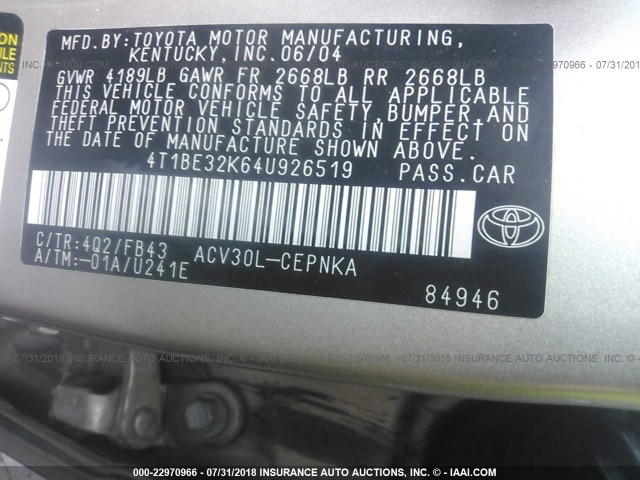 MFD.BY:TOYOTA MOTOR MANUFACTURING,
KENTUCKY,INC.06/04
GVWR 4189LB GAWR FR 2668LB RR 2668LB
THIS VEHICLE CONFORMS TO ALL APPLICABLE
FEDERAL MOTOR VEHICLE SAFETY,BUMPER,AND
THEFT PREVENTION STANDARDS IN EFFECT ON
THE DATE OF MANUFACTURE SHOWN ABOVE.
4T1BE32K64U926519 PASS.CAR
C/TR:4Q2/FB43 ACV30L-CEPNKA
A/TM:-01A/U241E
TOYOTA
84946
000-22970966 - 07/31/2018 INSURANCE AUTO AUCTIONS, INC. - WWW.IAAI.COM